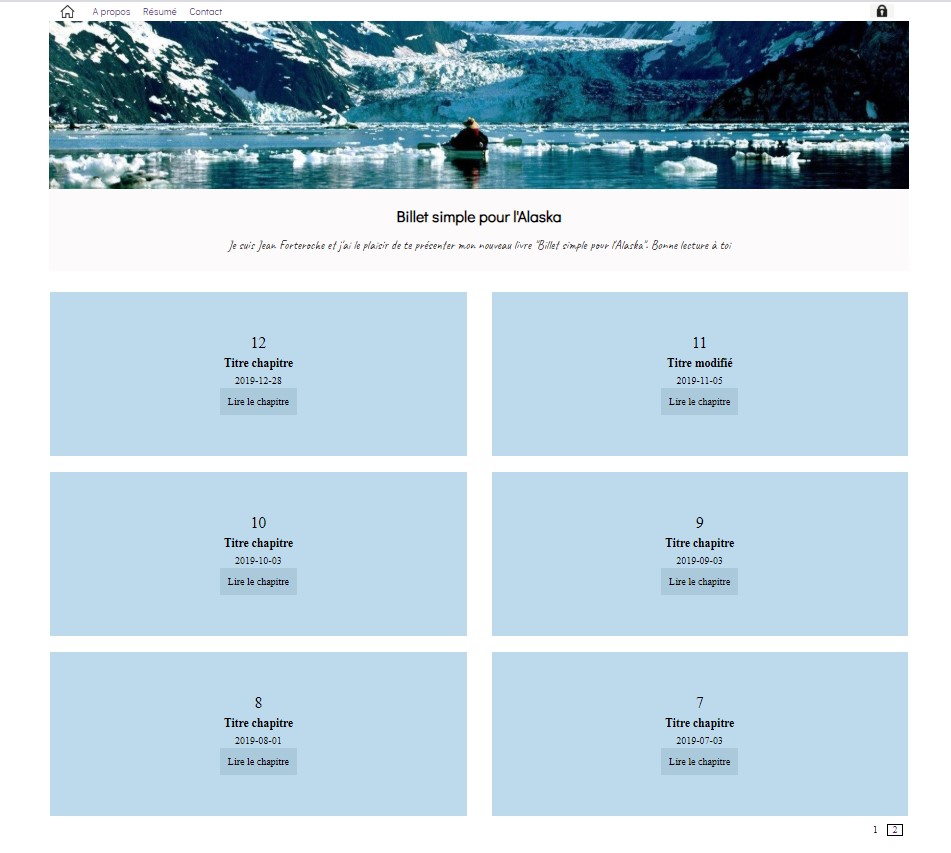 A propos Résumé Contact
Billet simple pour l'Alaska
Je suis Jean Forteroche et j'ai le plaisir de te présenter mon nouveau livre "Billet simple pour l'Alaska". Bonne lecture à toi
12
Titre chapitre
2019-12-28
Lire le chapitre
11
Titre modifié
2019-11-05
Lire le chapitre
10
Titre chapitre
2019-10-03
Lire le chapitre
9
Titre chapitre
2019-09-03
Lire le chapitre
8
Titre chapitre
2019-08-01
Lire le chapitre
7
Titre chapitre
2019-07-03
Lire le chapitre
1 2